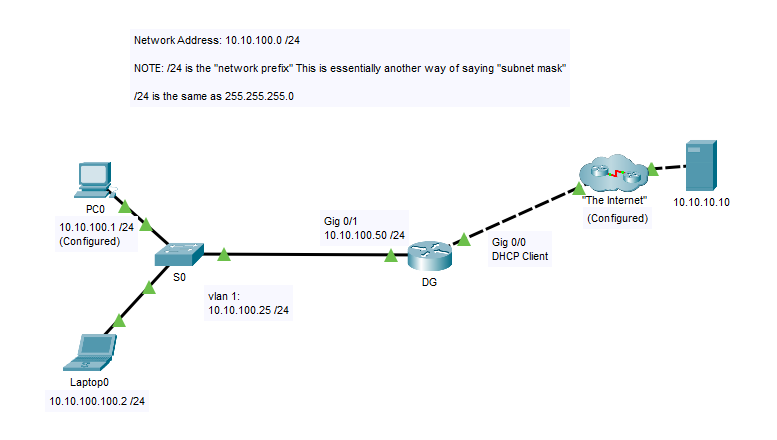 Network Address: 10.10.100.0 /24
NOTE: /24 is the "network prefix" This is essentially another way of saying "subnet mask"
/24 is the same as 255.255.255.0
PC0
10.10.100.1 /24
(Configured)
S0
vlan 1:
10.10.100.25 /24
Laptop0
10.10.100.100.2 /24
Gig 0/1
10.10.100.50 /24
DG
Gig 0/0
DHCP Client
"The Internet"
(Configured)
10.10.10.10